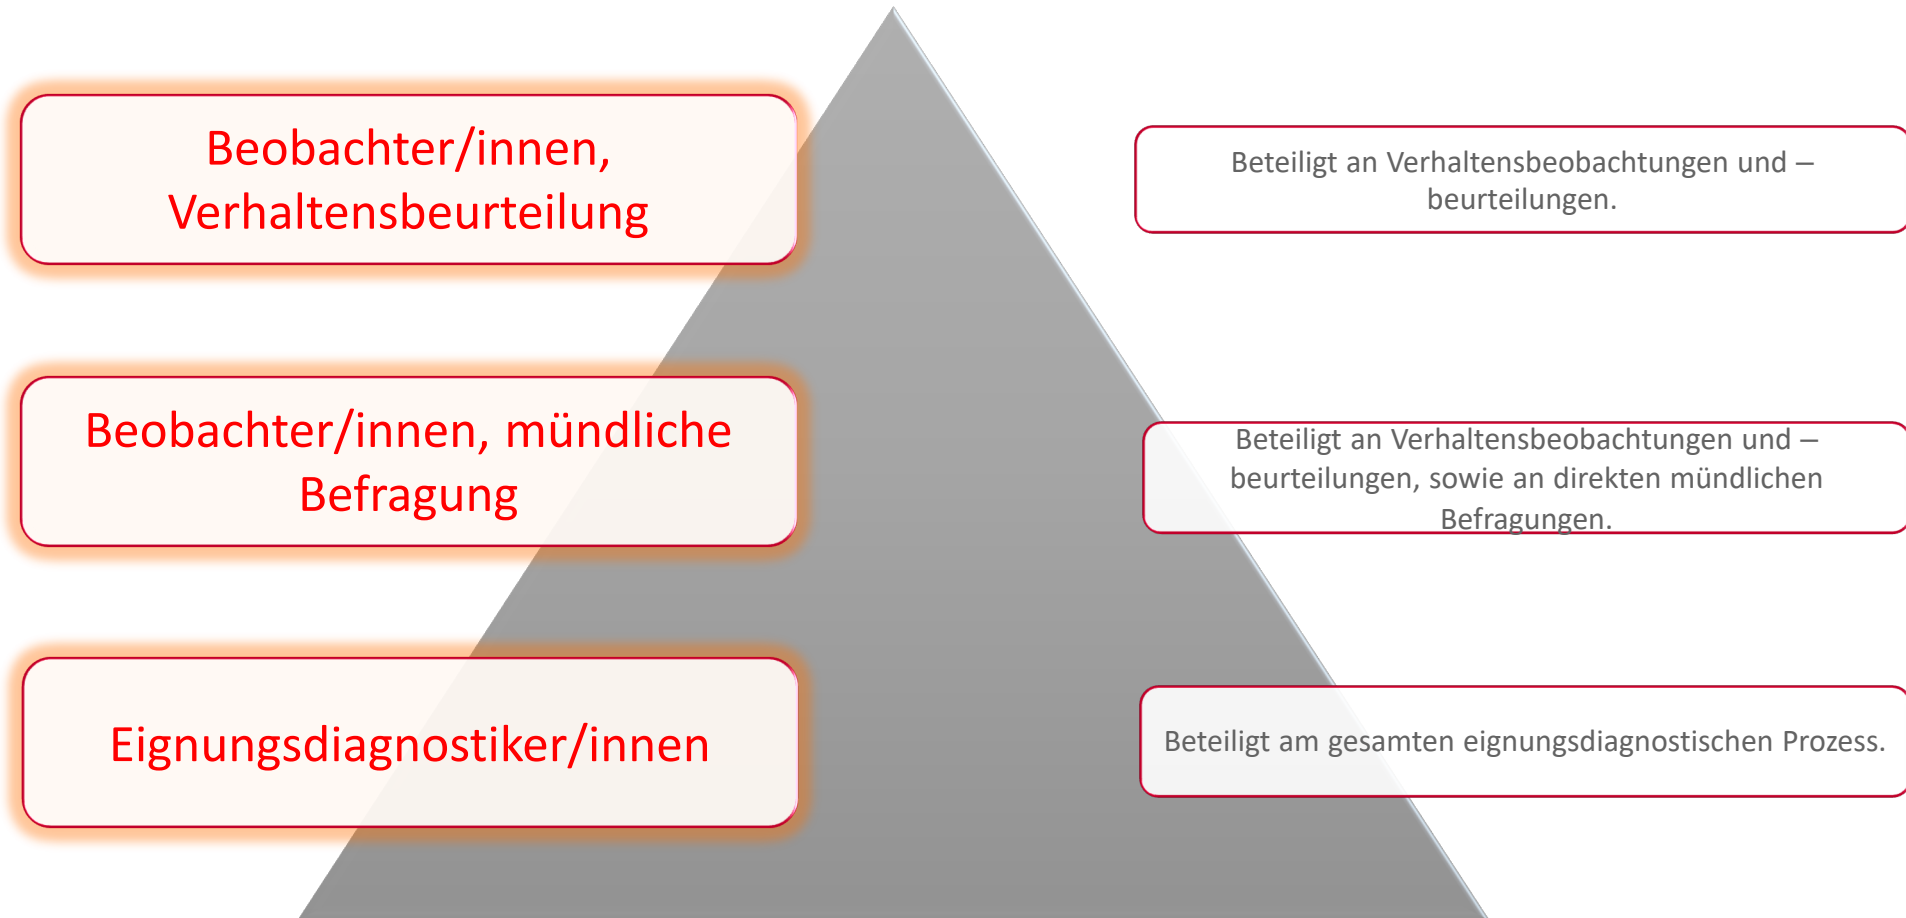 Beobachter/innen,
Verhaltensbeurteilung
Beteiligt an Verhaltensbeobachtungen und –
beurteilungen.
Beobachter/innen, mündliche
Befragung
Beteiligt an Verhaltensbeobachtungen und –
beurteilungen, sowie an direkten mündlichen
Befragungen.
Eignungsdiagnostiker/innen
Beteiligt am gesamten eignungsdiagnostischen Prozess.